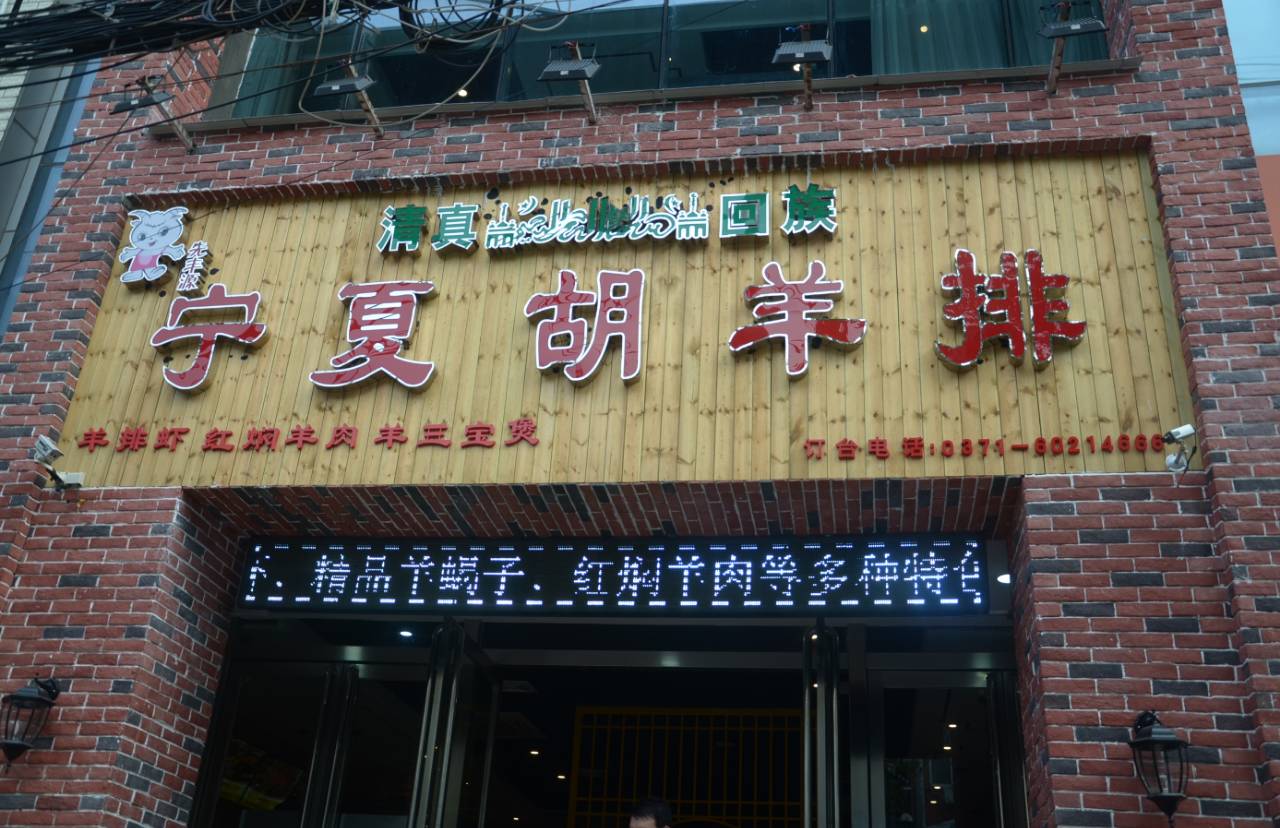 清真 回族
宁夏胡羊排
羊排虾 红焖羊肉 羊三宝煲
订台电话:0371-60214666
、精品羊蝎子、红焖羊肉等多种特色